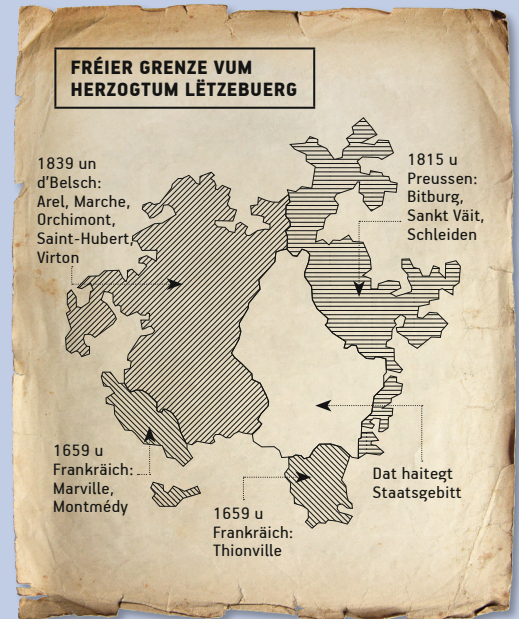 FRÉIER GRENZE VUM
HERZOGTUM LËTZEBUERG
1839 un
d'Belsch:
Arel, Marche,
Orchimont,
Saint-Hubert,
Virton
1815 u
Preussen:
Bitburg,
Sankt Väit,
Schleiden
1659 u
Frankräich:
Marville,
Montmédy
1659 u
Frankräich:
Thionville
Dat haitegt
Staatsgebitt